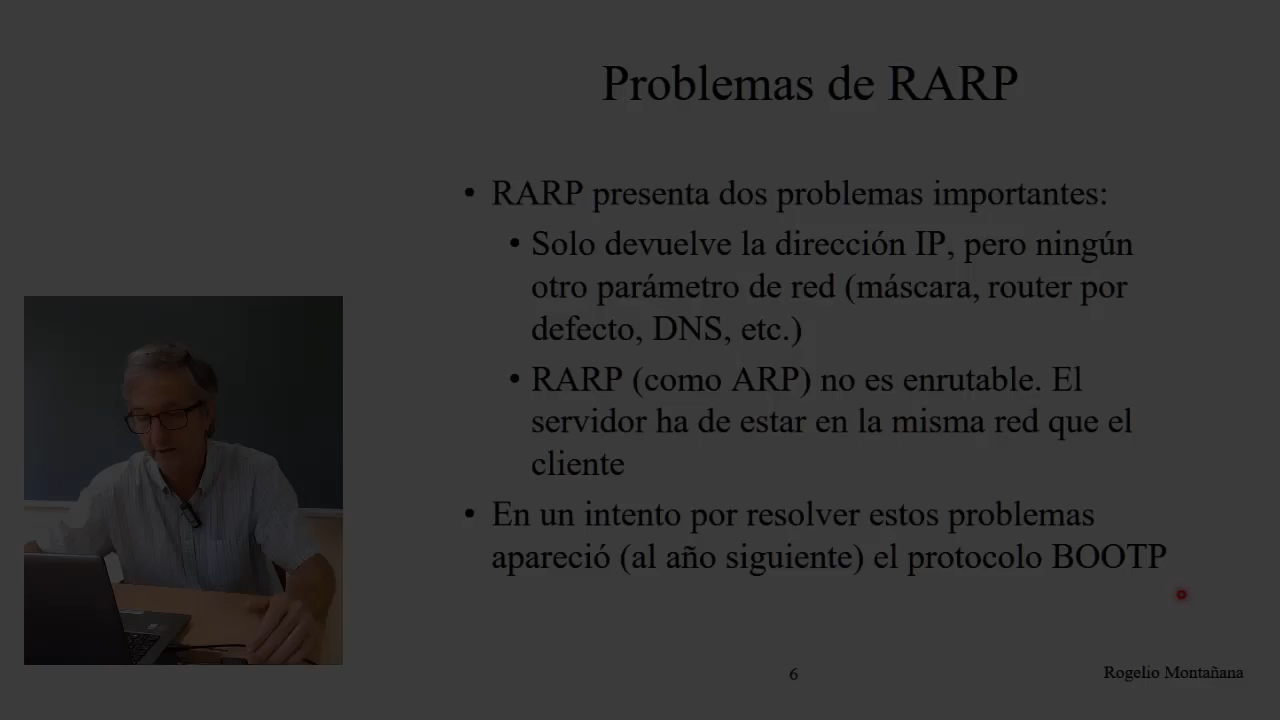 Problemas de RARP
• RARP presenta dos problemas importantes:
• Solo devuelve la dirección IP, pero ningún
otro parámetro de red (máscara, router por
defecto, DNS, etc.)
• RARP (como ARP) no es enrutable. El
servidor ha de estar en la misma red que el
cliente
• En un intento por resolver estos problemas
apareció (al año siguiente) el protocolo BOOTP
6
Rogelio Montañana